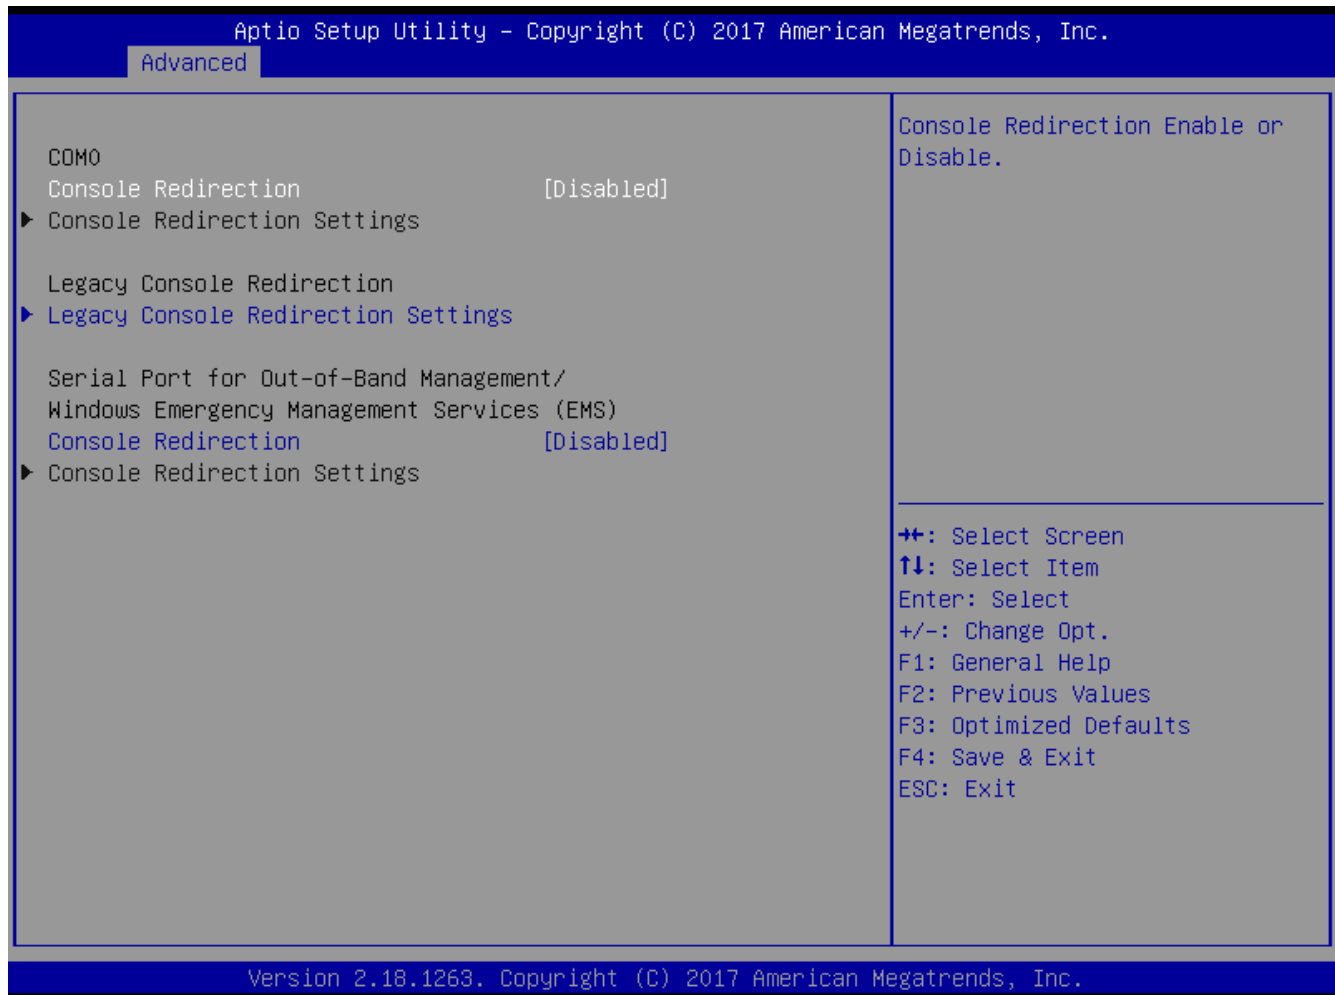 Aptio Setup Utility – Copyright (C) 2017 American Megatrends, Inc.
Advanced
COM0
Console Redirection [Disabled]
▶ Console Redirection Settings
Legacy Console Redirection
▶ Legacy Console Redirection Settings
Serial Port for Out–of–Band Management/
Windows Emergency Management Services (EMS)
Console Redirection [Disabled]
▶ Console Redirection Settings
Console Redirection Enable or
Disable.
→←: Select Screen
↑↓: Select Item
Enter: Select
+/–: Change Opt.
F1: General Help
F2: Previous Values
F3: Optimized Defaults
F4: Save & Exit
ESC: Exit
Version 2.18.1263. Copyright (C) 2017 American Megatrends, Inc.